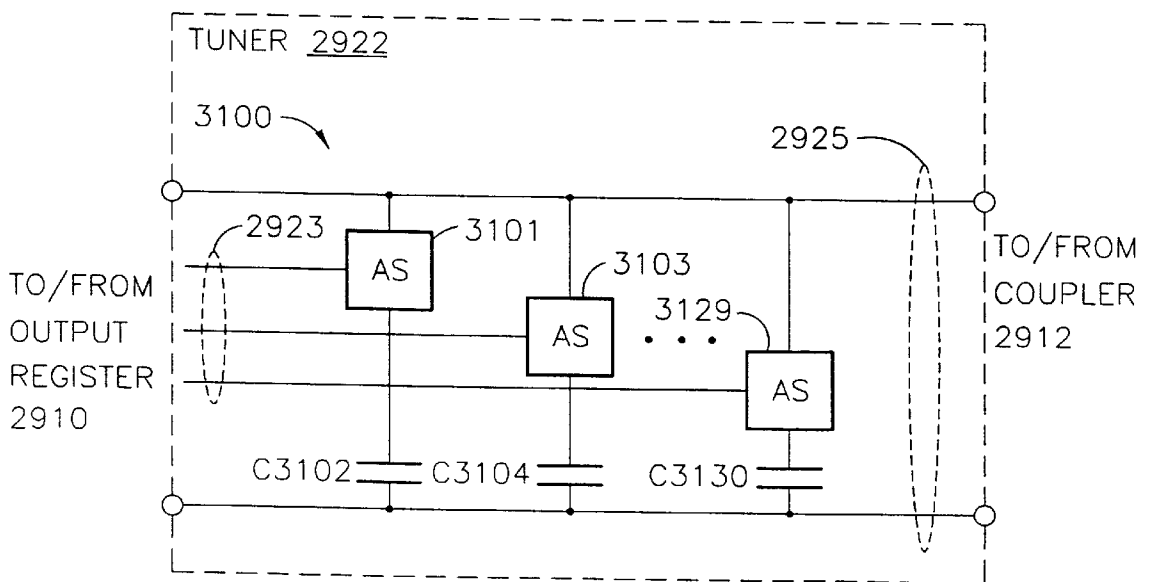 TUNER 2922
3100
2925
2923
3101
AS
3103
AS
3129
AS
TO/FROM
OUTPUT
REGISTER
2910
TO/FROM
COUPLER
2912
C3102
C3104
C3130